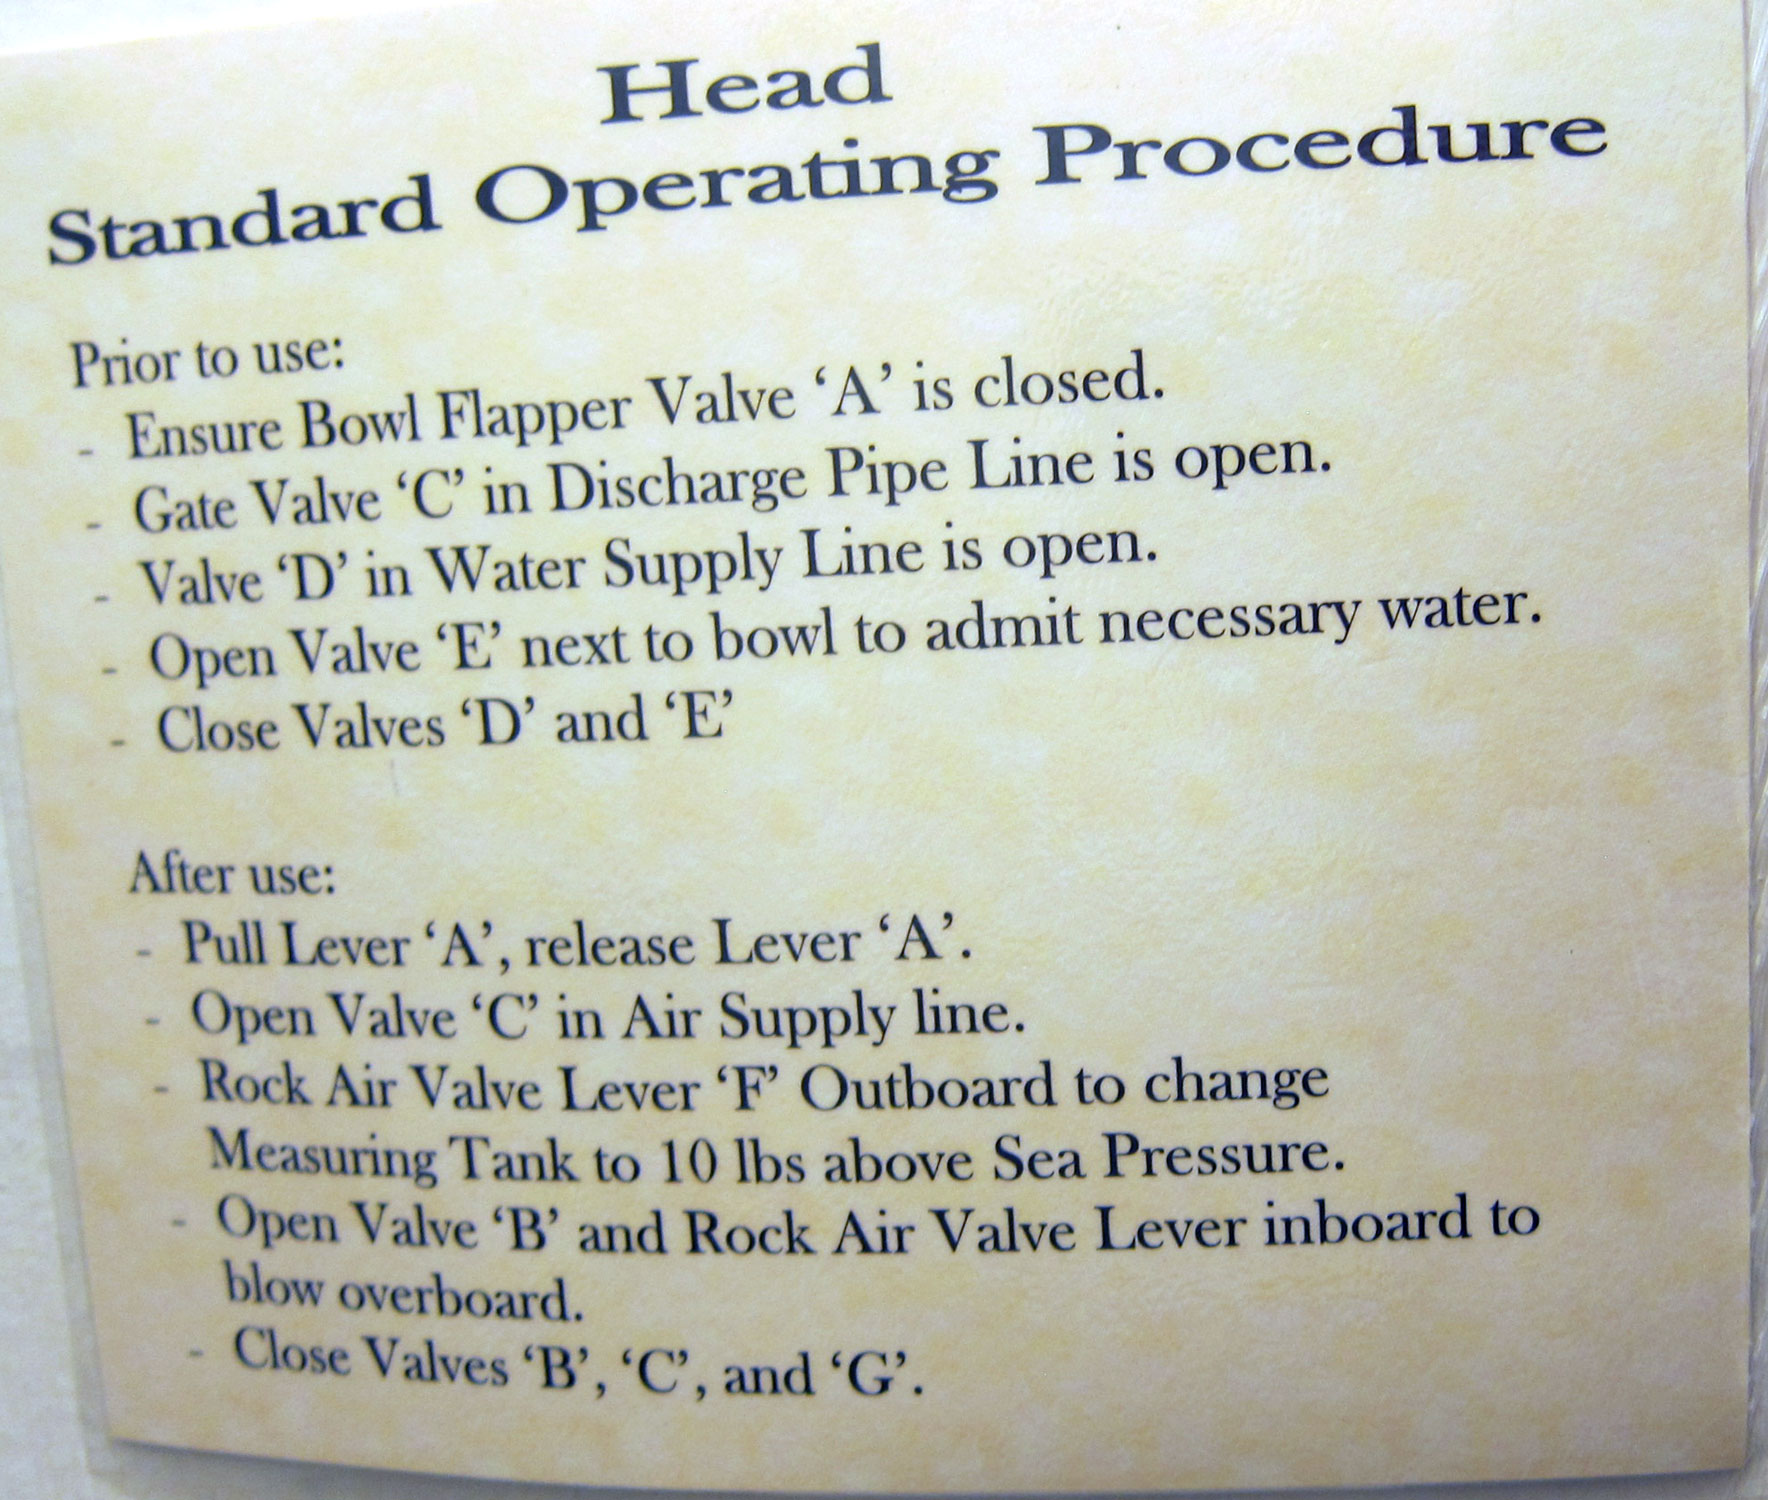 Head
Standard Operating Procedure
Prior to use:
- Ensure Bowl Flapper Valve ‘A’ is closed.
- Gate Valve ‘C’ in Discharge Pipe Line is open.
- Valve ‘D’ in Water Supply Line is open.
- Open Valve ‘E’ next to bowl to admit necessary water.
- Close Valves ‘D’ and ‘E’
After use:
- Pull Lever ‘A’, release Lever ‘A’.
- Open Valve ‘C’ in Air Supply line.
- Rock Air Valve Lever ‘F’ Outboard to change
Measuring Tank to 10 lbs above Sea Pressure.
- Open Valve ‘B’ and Rock Air Valve Lever inboard to
blow overboard.
- Close Valves ‘B’, ‘C’, and ‘G’.